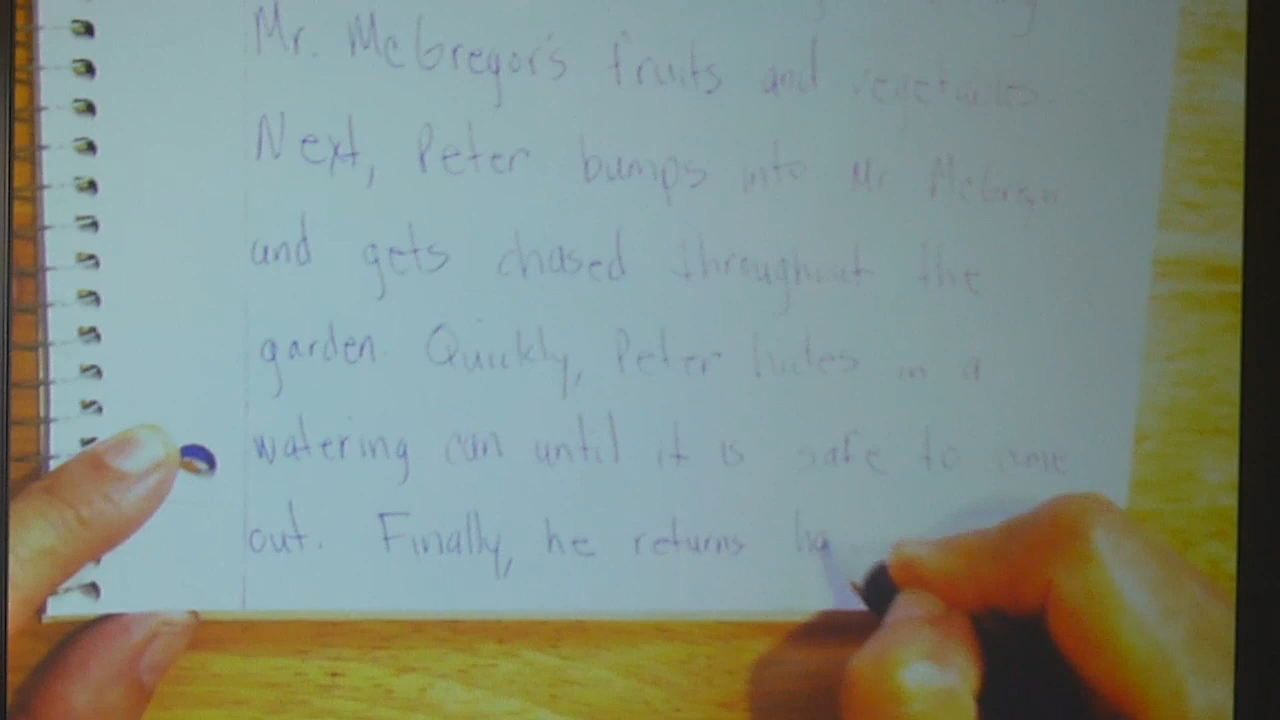 Mr. McGregor's fruits and vegetables.
Next, Peter bumps into Mr McGregor
and gets chased throughout the
garden Quickly, Peter hides in a
watering can until it is safe to come
out. Finally, he returns ho